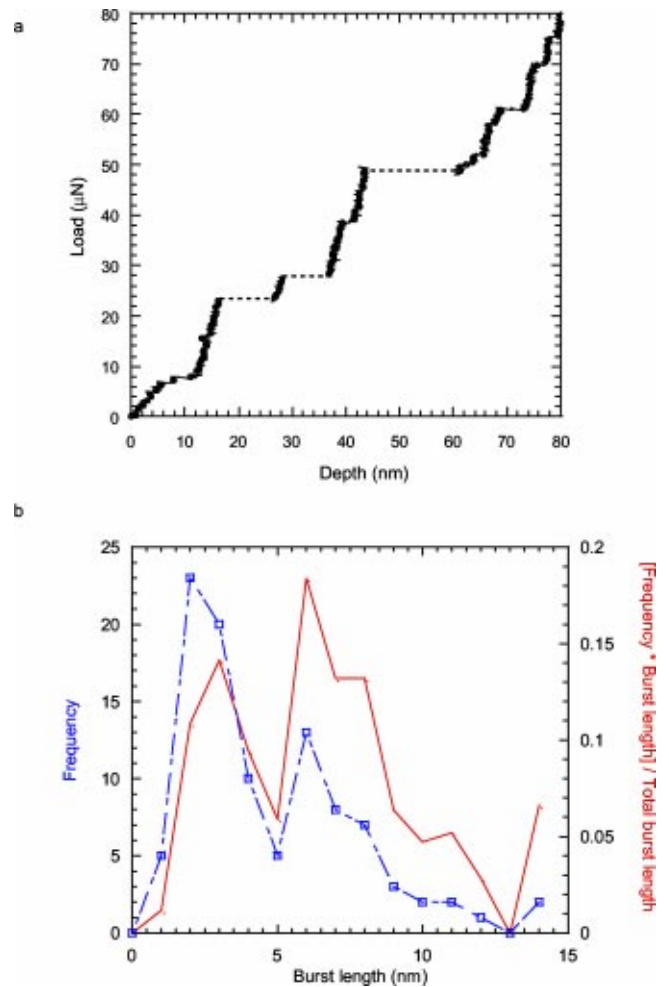 a
80
70
60
50
40
30
20
10
0
Load (μN)
0 10 20 30 40 50 60 70 80
Depth (nm)
b
25
20
15
10
5
0
Frequency
0.2
0.15
0.1
0.05
0
[Frequency * Burst length] / Total burst length
0 5 10 15
Burst length (nm)